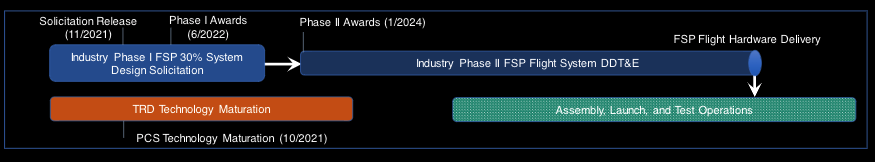 Solicitation Release
(11/2021)
Phase I Awards
(6/2022)
Phase II Awards (1/2024)
FSP Flight Hardware Delivery
Industry Phase I FSP 30% System
Design Solicitation
Industry Phase II FSP Flight System DDT&E
TRD Technology Maturation
Assembly, Launch, and Test Operations
PCS Technology Maturation (10/2021)